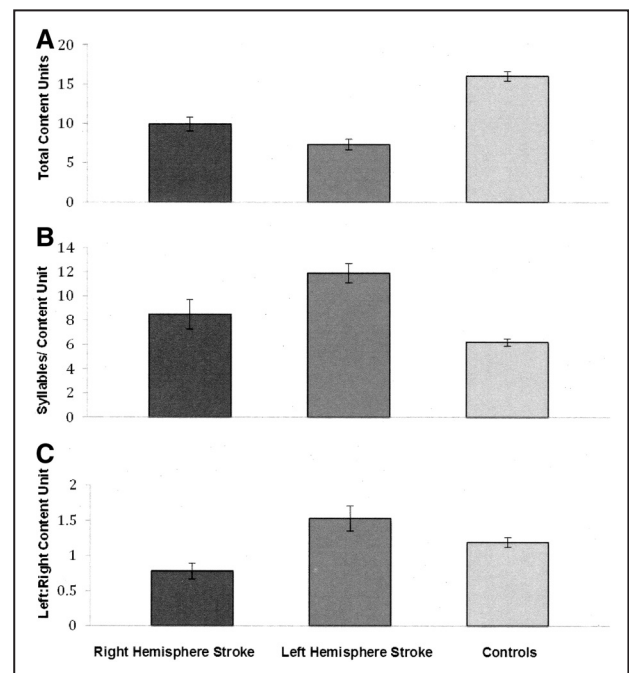 A
Total Content Units
20
15
10
5
0
B
Syllables/ Content Unit
14
12
10
8
6
4
2
0
C
Left:Right Content Unit
2
1.5
1
0.5
0
Right Hemisphere Stroke
Left Hemisphere Stroke
Controls